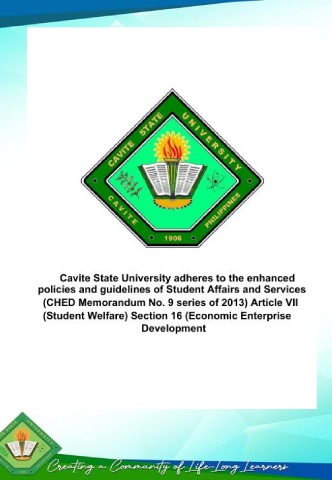 CAVITE STATE UNIVERSITY
CAVITE
PHILIPPINES
1906
Cavite State University adheres to the enhanced
policies and guidelines of Student Affairs and Services
(CHED Memorandum No. 9 series of 2013) Article VII
(Student Welfare) Section 16 (Economic Enterprise
Development
Creating a Community of Life-Long Learners